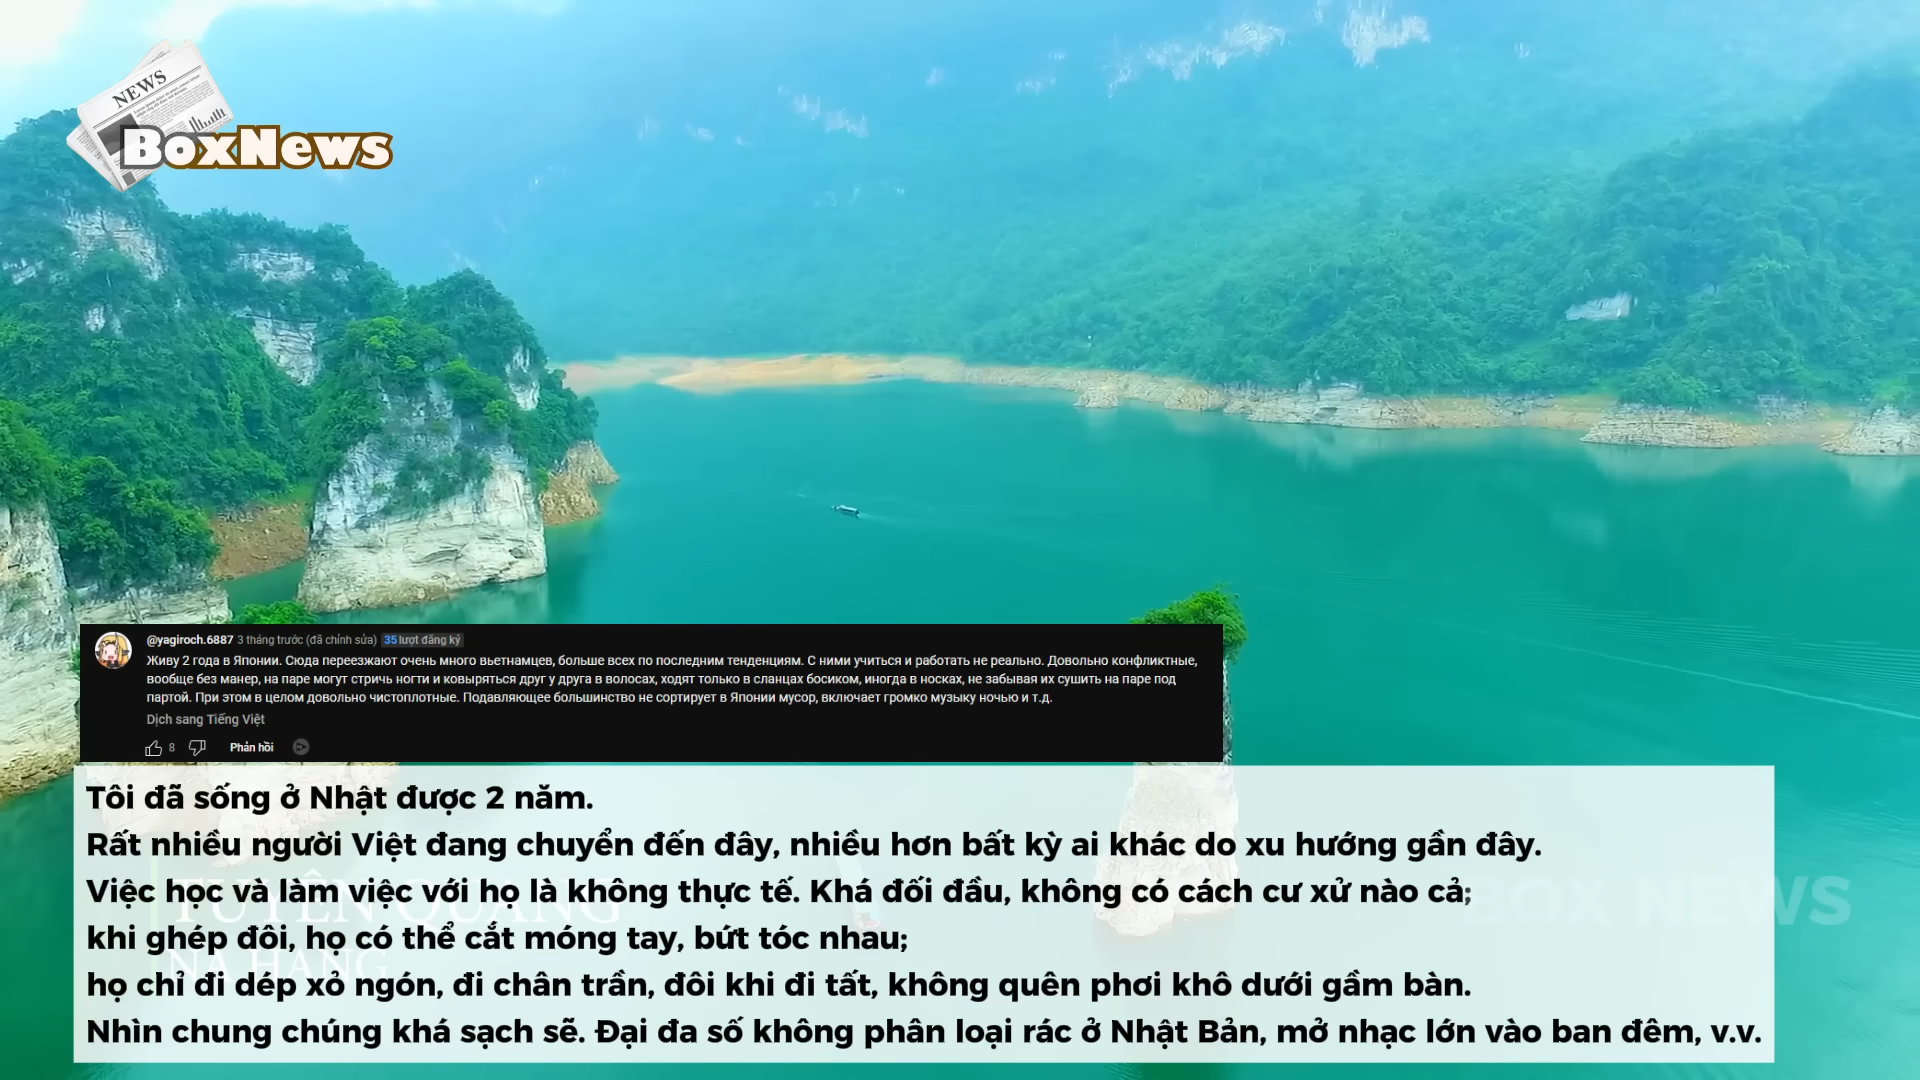 NEWS
BoxNews
@yagiroch.6887 3 tháng trước (đã chỉnh sửa) 35 lượt đăng ký
Живу 2 года в Японии. Сюда переезжают очень много вьетнамцев, больше всех по последним тенденциям. С ними учиться и работать не реально. Довольно конфликтные,
вообще без манер, на паре могут стричь ногти и ковыряться друг у друга в волосах, ходят только в сланцах босиком, иногда в носках, не забывая их сушить на паре под
партой. При этом в целом довольно чистоплотные. Подавляющее большинство не сортирует в Японии мусор, включает громко музыку ночью и т.д.
Dịch sang Tiếng Việt
8 Phản hồi
Tôi đã sống ở Nhật được 2 năm.
Rất nhiều người Việt đang chuyển đến đây, nhiều hơn bất kỳ ai khác do xu hướng gần đây.
Việc học và làm việc với họ là không thực tế. Khá đối đầu, không có cách cư xử nào cả;
khi ghép đôi, họ có thể cắt móng tay, bứt tóc nhau;
họ chỉ đi dép xỏ ngón, đi chân trần, đôi khi đi tất, không quên phơi khô dưới gầm bàn.
Nhìn chung chúng khá sạch sẽ. Đại đa số không phân loại rác ở Nhật Bản, mở nhạc lớn vào ban đêm, v.v.
TUYÊN QUANG
NA HANG
BOX NEWS